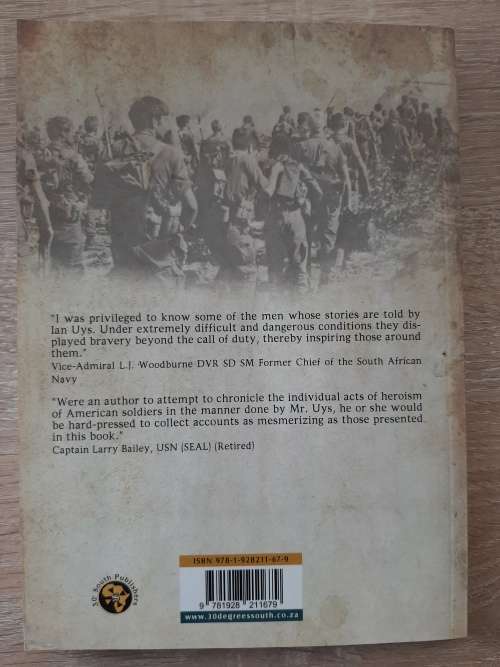 "I was privileged to know some of the men whose stories are told by
Ian Uys. Under extremely difficult and dangerous conditions they dis-
played bravery beyond the call of duty, thereby inspiring those around
them."
Vice-Admiral L.J. Woodburne DVR SD SM Former Chief of the South African
Navy
"Were an author to attempt to chronicle the individual acts of heroism
of American soldiers in the manner done by Mr. Uys, he or she would
be hard-pressed to collect accounts as mesmerizing as those presented
in this book."
Captain Larry Bailey, USN (SEAL) (Retired)
30° South Publishers
ISBN 978-1-928211-67-9
9 781928 211679
www.30degreessouth.co.za